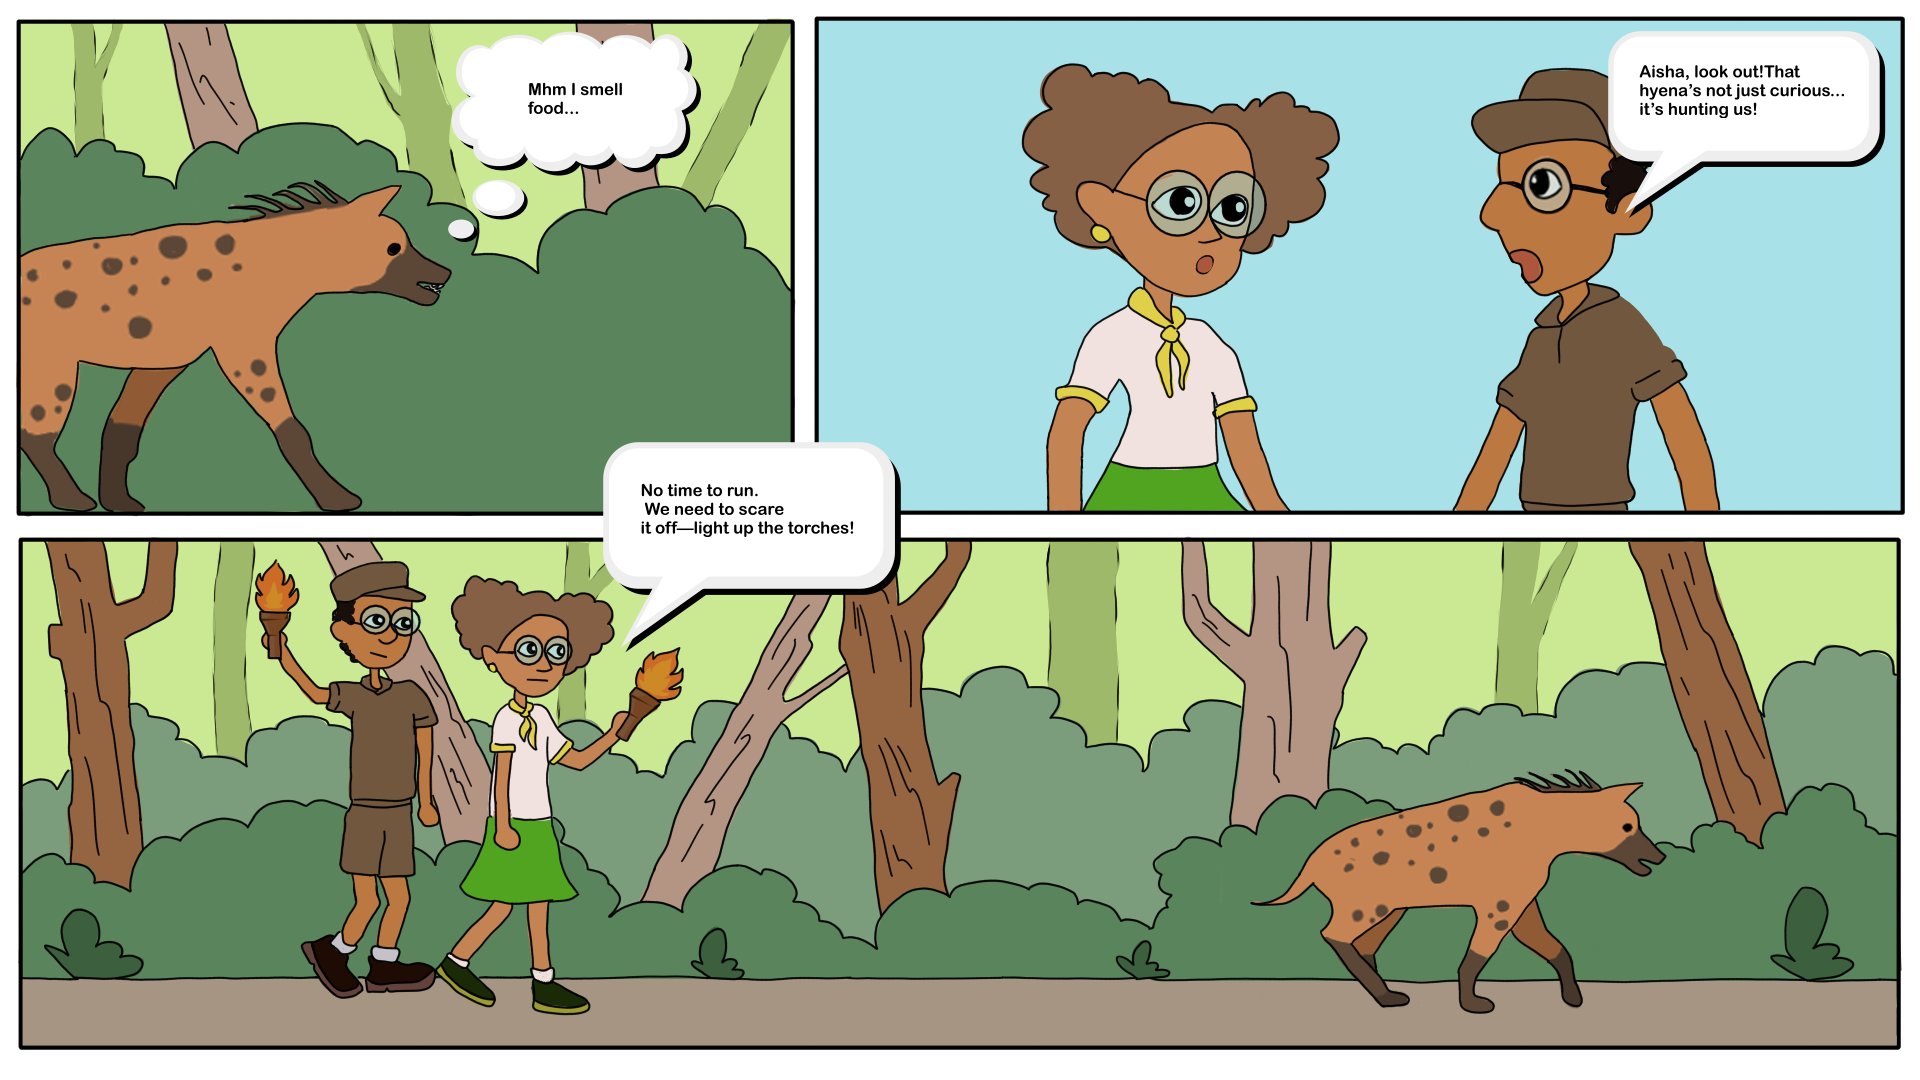 Mhm I smell
food...
Aisha, look out!That
hyena’s not just curious...
it’s hunting us!
No time to run.
We need to scare
it off—light up the torches!